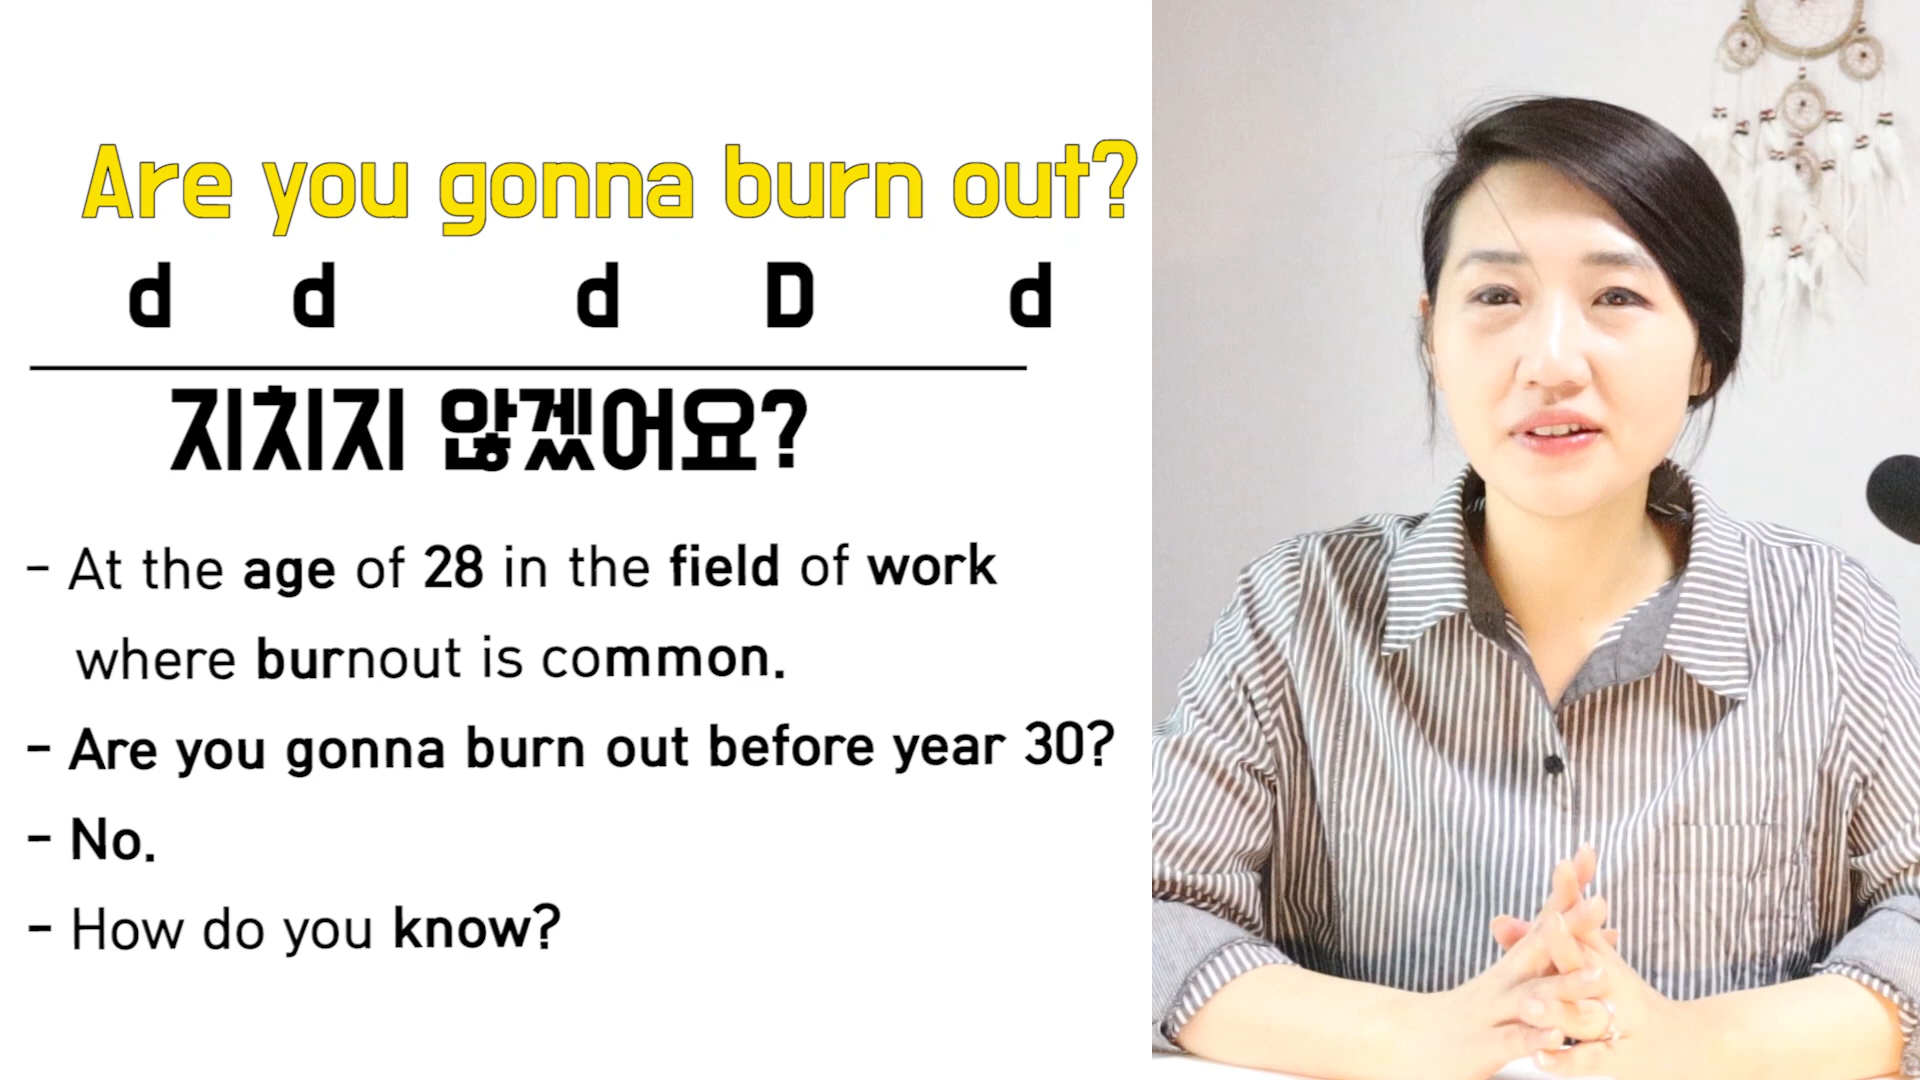 Are you gonna burn out?
d d d D d
지치지 않겠어요?
- At the age of 28 in the field of work
where burnout is common.
- Are you gonna burn out before year 30?
- No.
- How do you know?